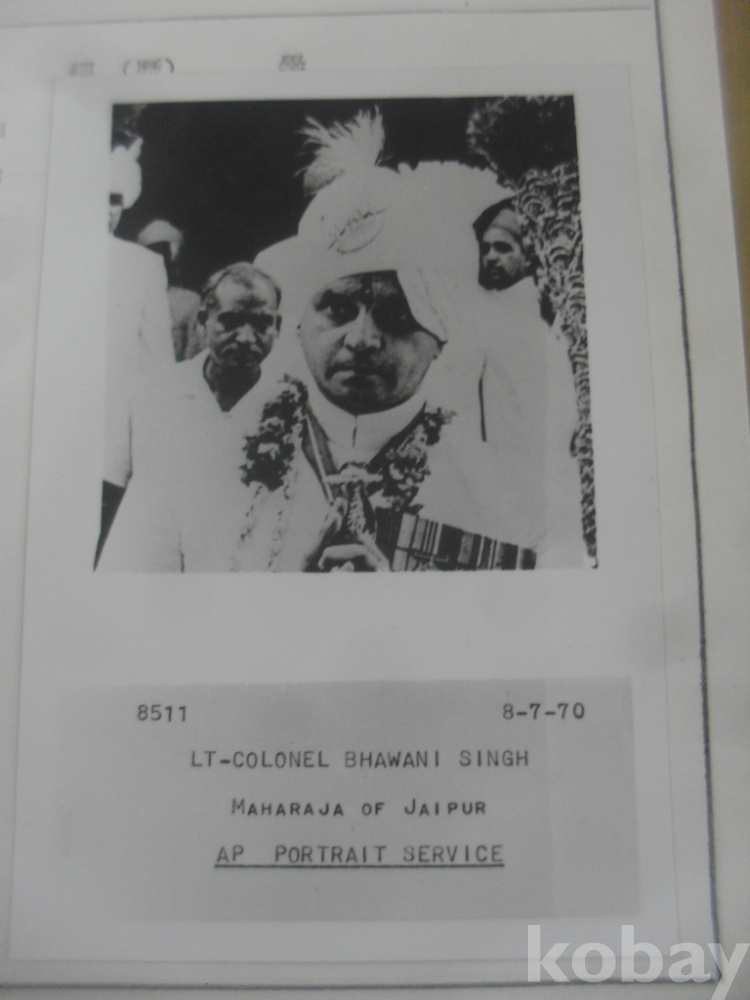 8511 8-7-70
LT-COLONEL BHAWANI SINGH
MAHARAJA OF JAIPUR
AP PORTRAIT SERVICE
kobay